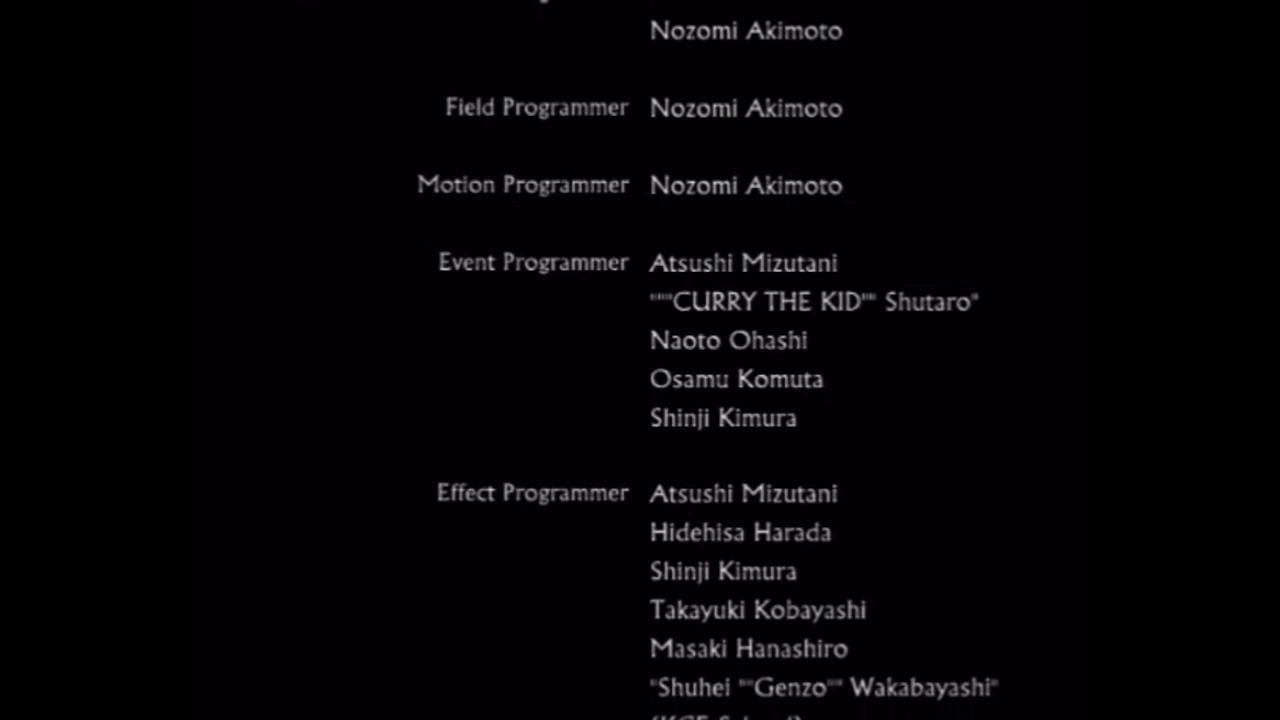 Nozomi Akimoto
Field Programmer Nozomi Akimoto
Motion Programmer Nozomi Akimoto
Event Programmer Atsushi Mizutani
"""CURRY THE KID"" Shutaro"
Naoto Ohashi
Osamu Komuta
Shinji Kimura
Effect Programmer Atsushi Mizutani
Hidehisa Harada
Shinji Kimura
Takayuki Kobayashi
Masaki Hanashiro
"Shuhei ""Genzo"" Wakabayashi"